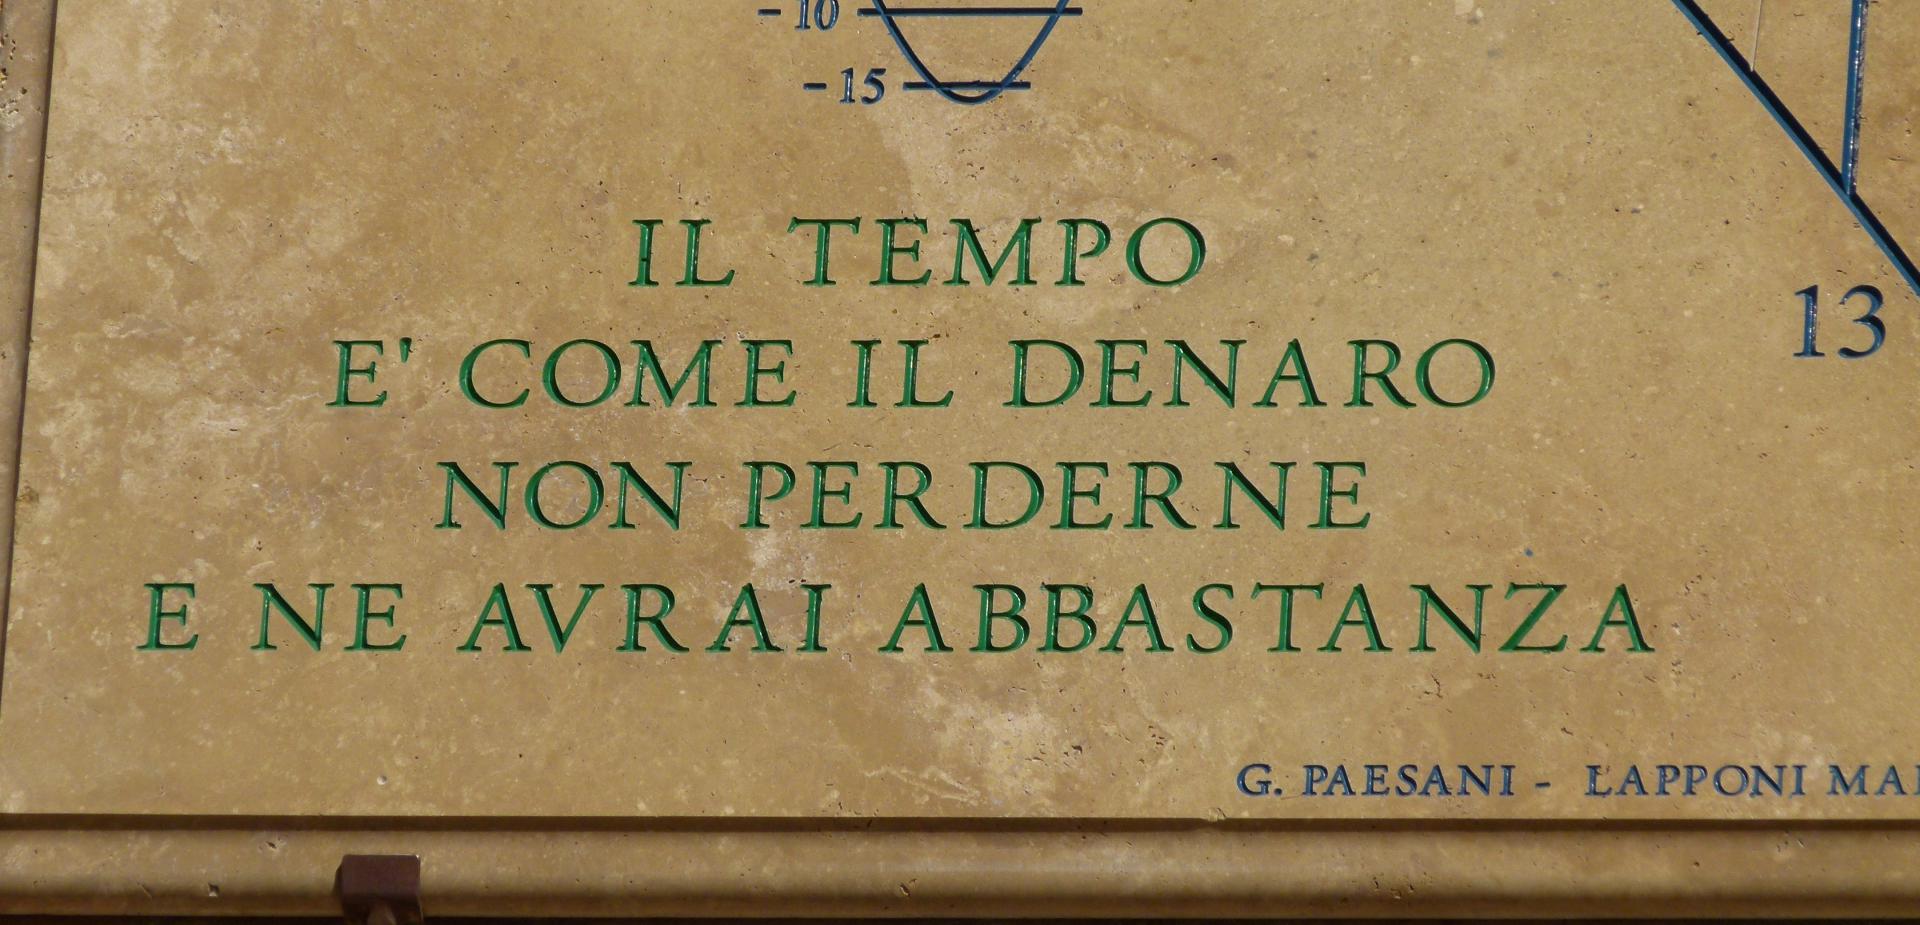 - 10
- 15
IL TEMPO
E' COME IL DENARO
13
NON PERDERNE
E NE AVRAI ABBASTANZA
G. PAESANI - LAPPONI